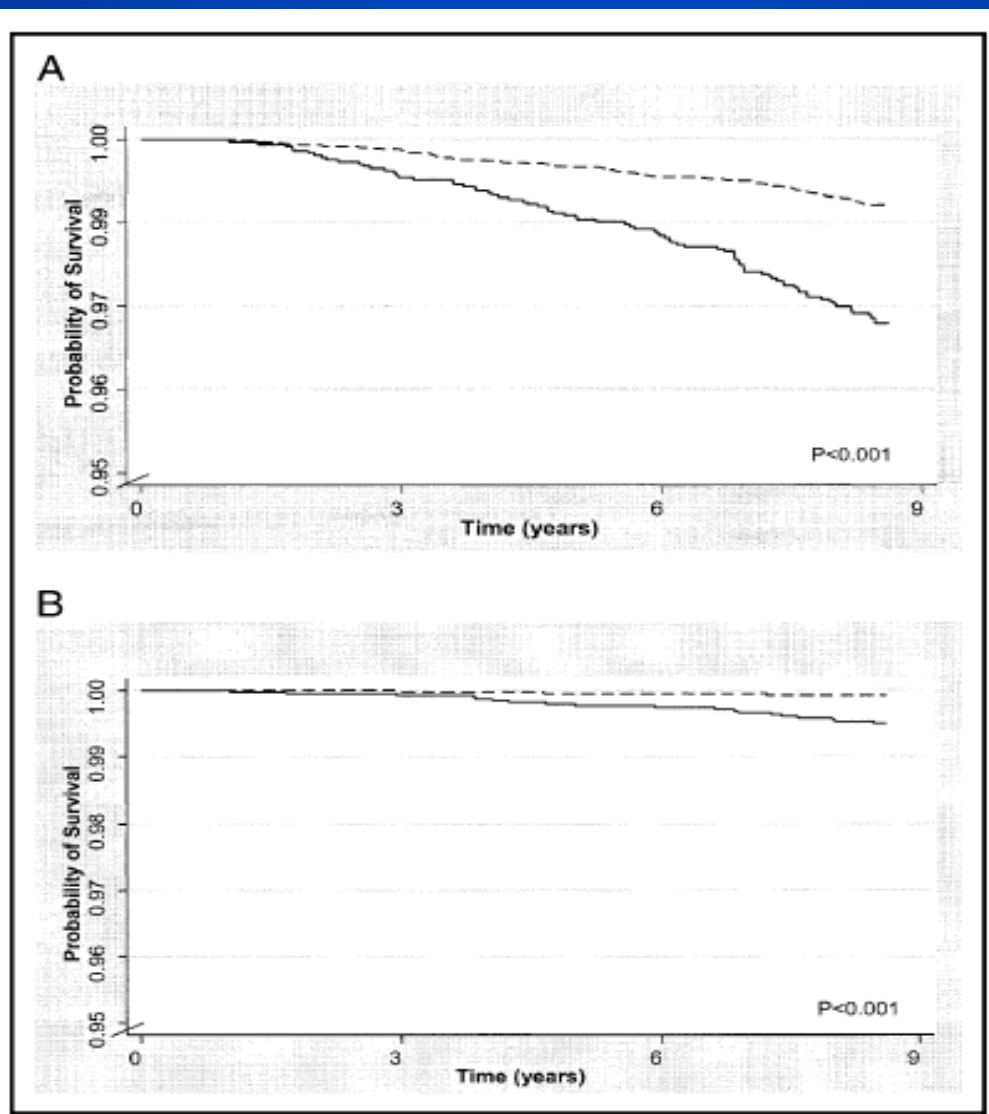 A
Probability of Survival
1.00
0.99
0.97
0.96
0.95
P<0.001
0 3 6 9
Time (years)
B
Probability of Survival
1.00
0.99
0.98
0.97
0.96
0.95
P<0.001
0 3 6 9
Time (years)